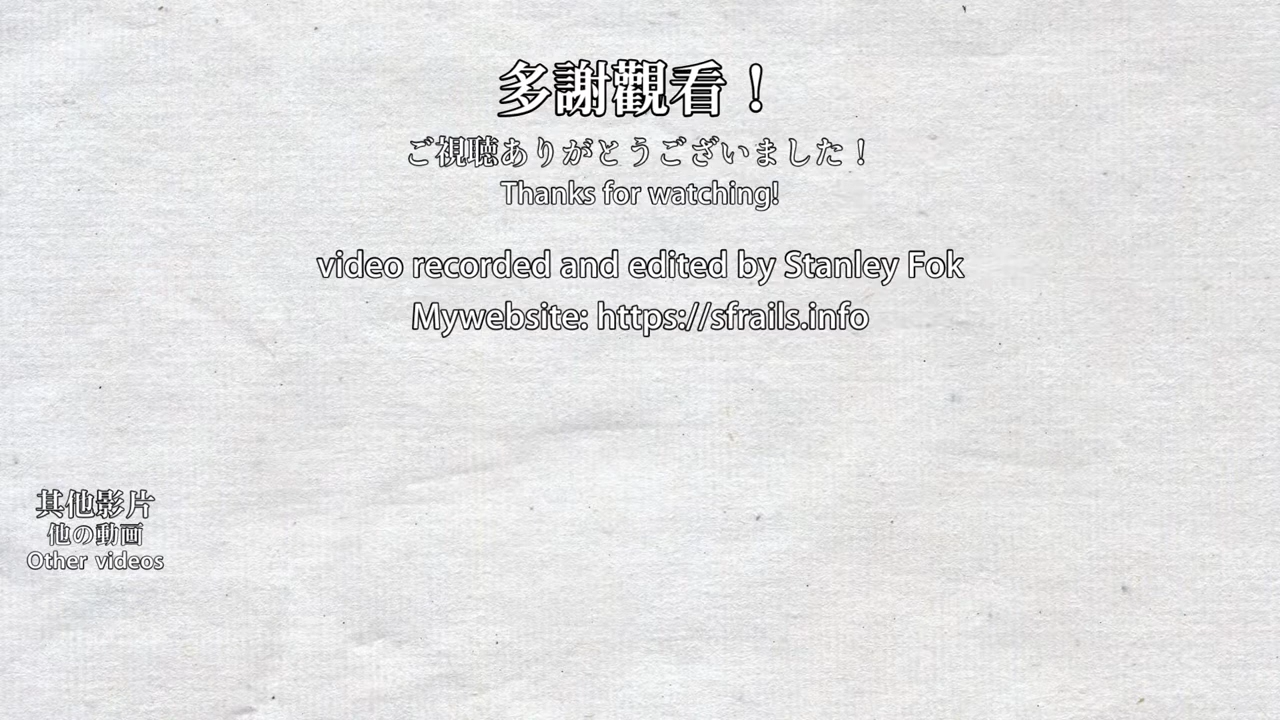 多謝觀看！
ご視聴ありがとうございました！
Thanks for watching!
video recorded and edited by Stanley Fok
Mywebsite: https://sfrails.info
其他影片
他の動画
Other videos